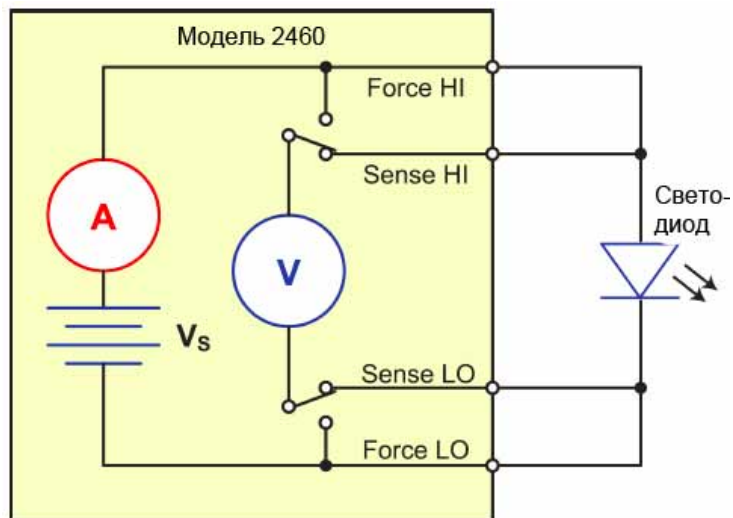 Модель 2460
Force HI
Sense HI
Свето-
диод
A
V
VS
Sense LO
Force LO